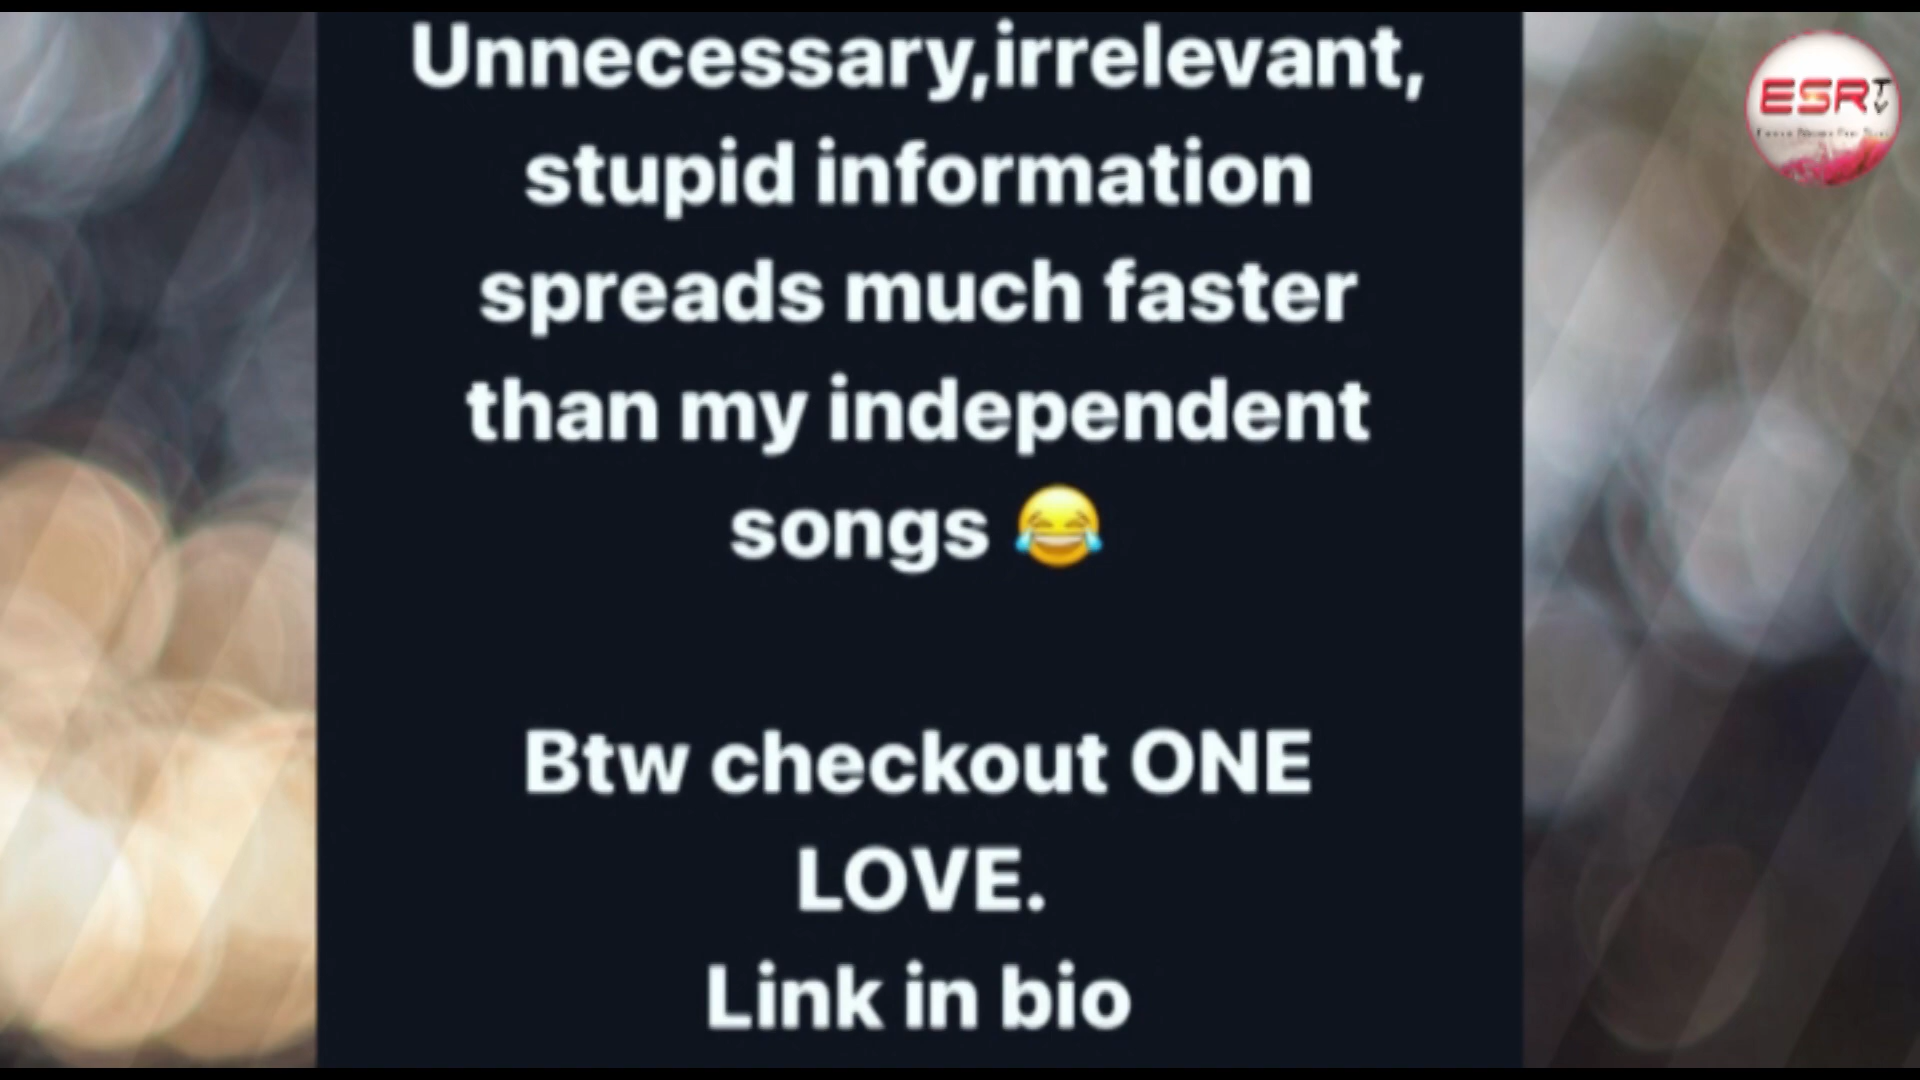 Unnecessary,irrelevant,
stupid information
spreads much faster
than my independent
songs 😂
Btw checkout ONE
LOVE.
Link in bio
ESR TV